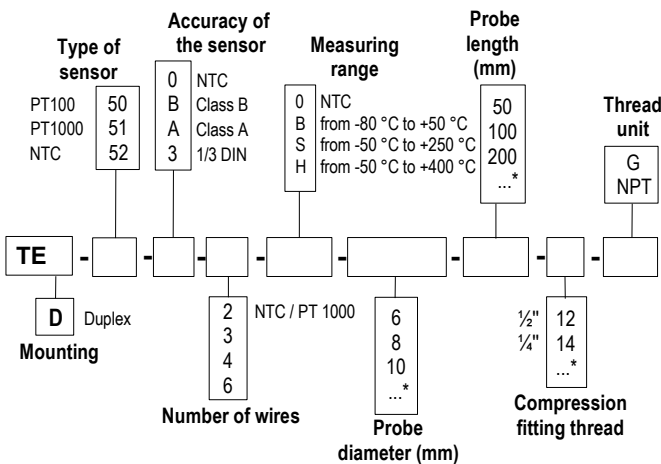 Type of
sensor
PT100 50
PT1000 51
NTC 52
Accuracy of
the sensor
0 NTC
B Class B
A Class A
3 1/3 DIN
Measuring
range
0 NTC
B from -80 °C to +50 °C
S from -50 °C to +250 °C
H from -50 °C to +400 °C
Probe
length
(mm)
50
100
200
...*
Thread
unit
G
NPT
TE - - - - - - - -
D Duplex
Mounting
2 NTC / PT 1000
3
4
6
Number of wires
6
8
10
...*
Probe
diameter (mm)
½" 12
¼" 14
...*
Compression
fitting thread